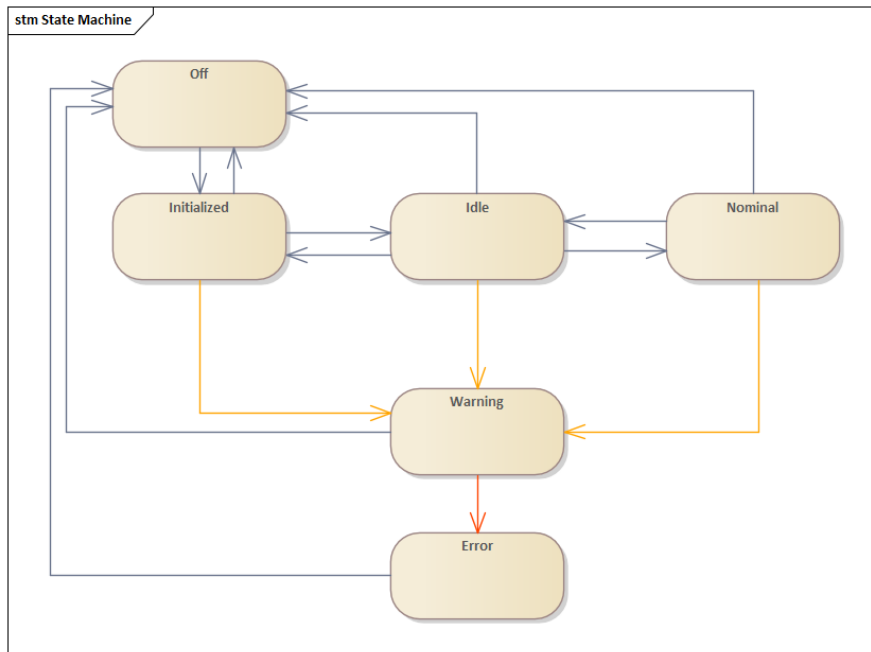 stm State Machine
Off
Initialized
Idle
Nominal
Warning
Error